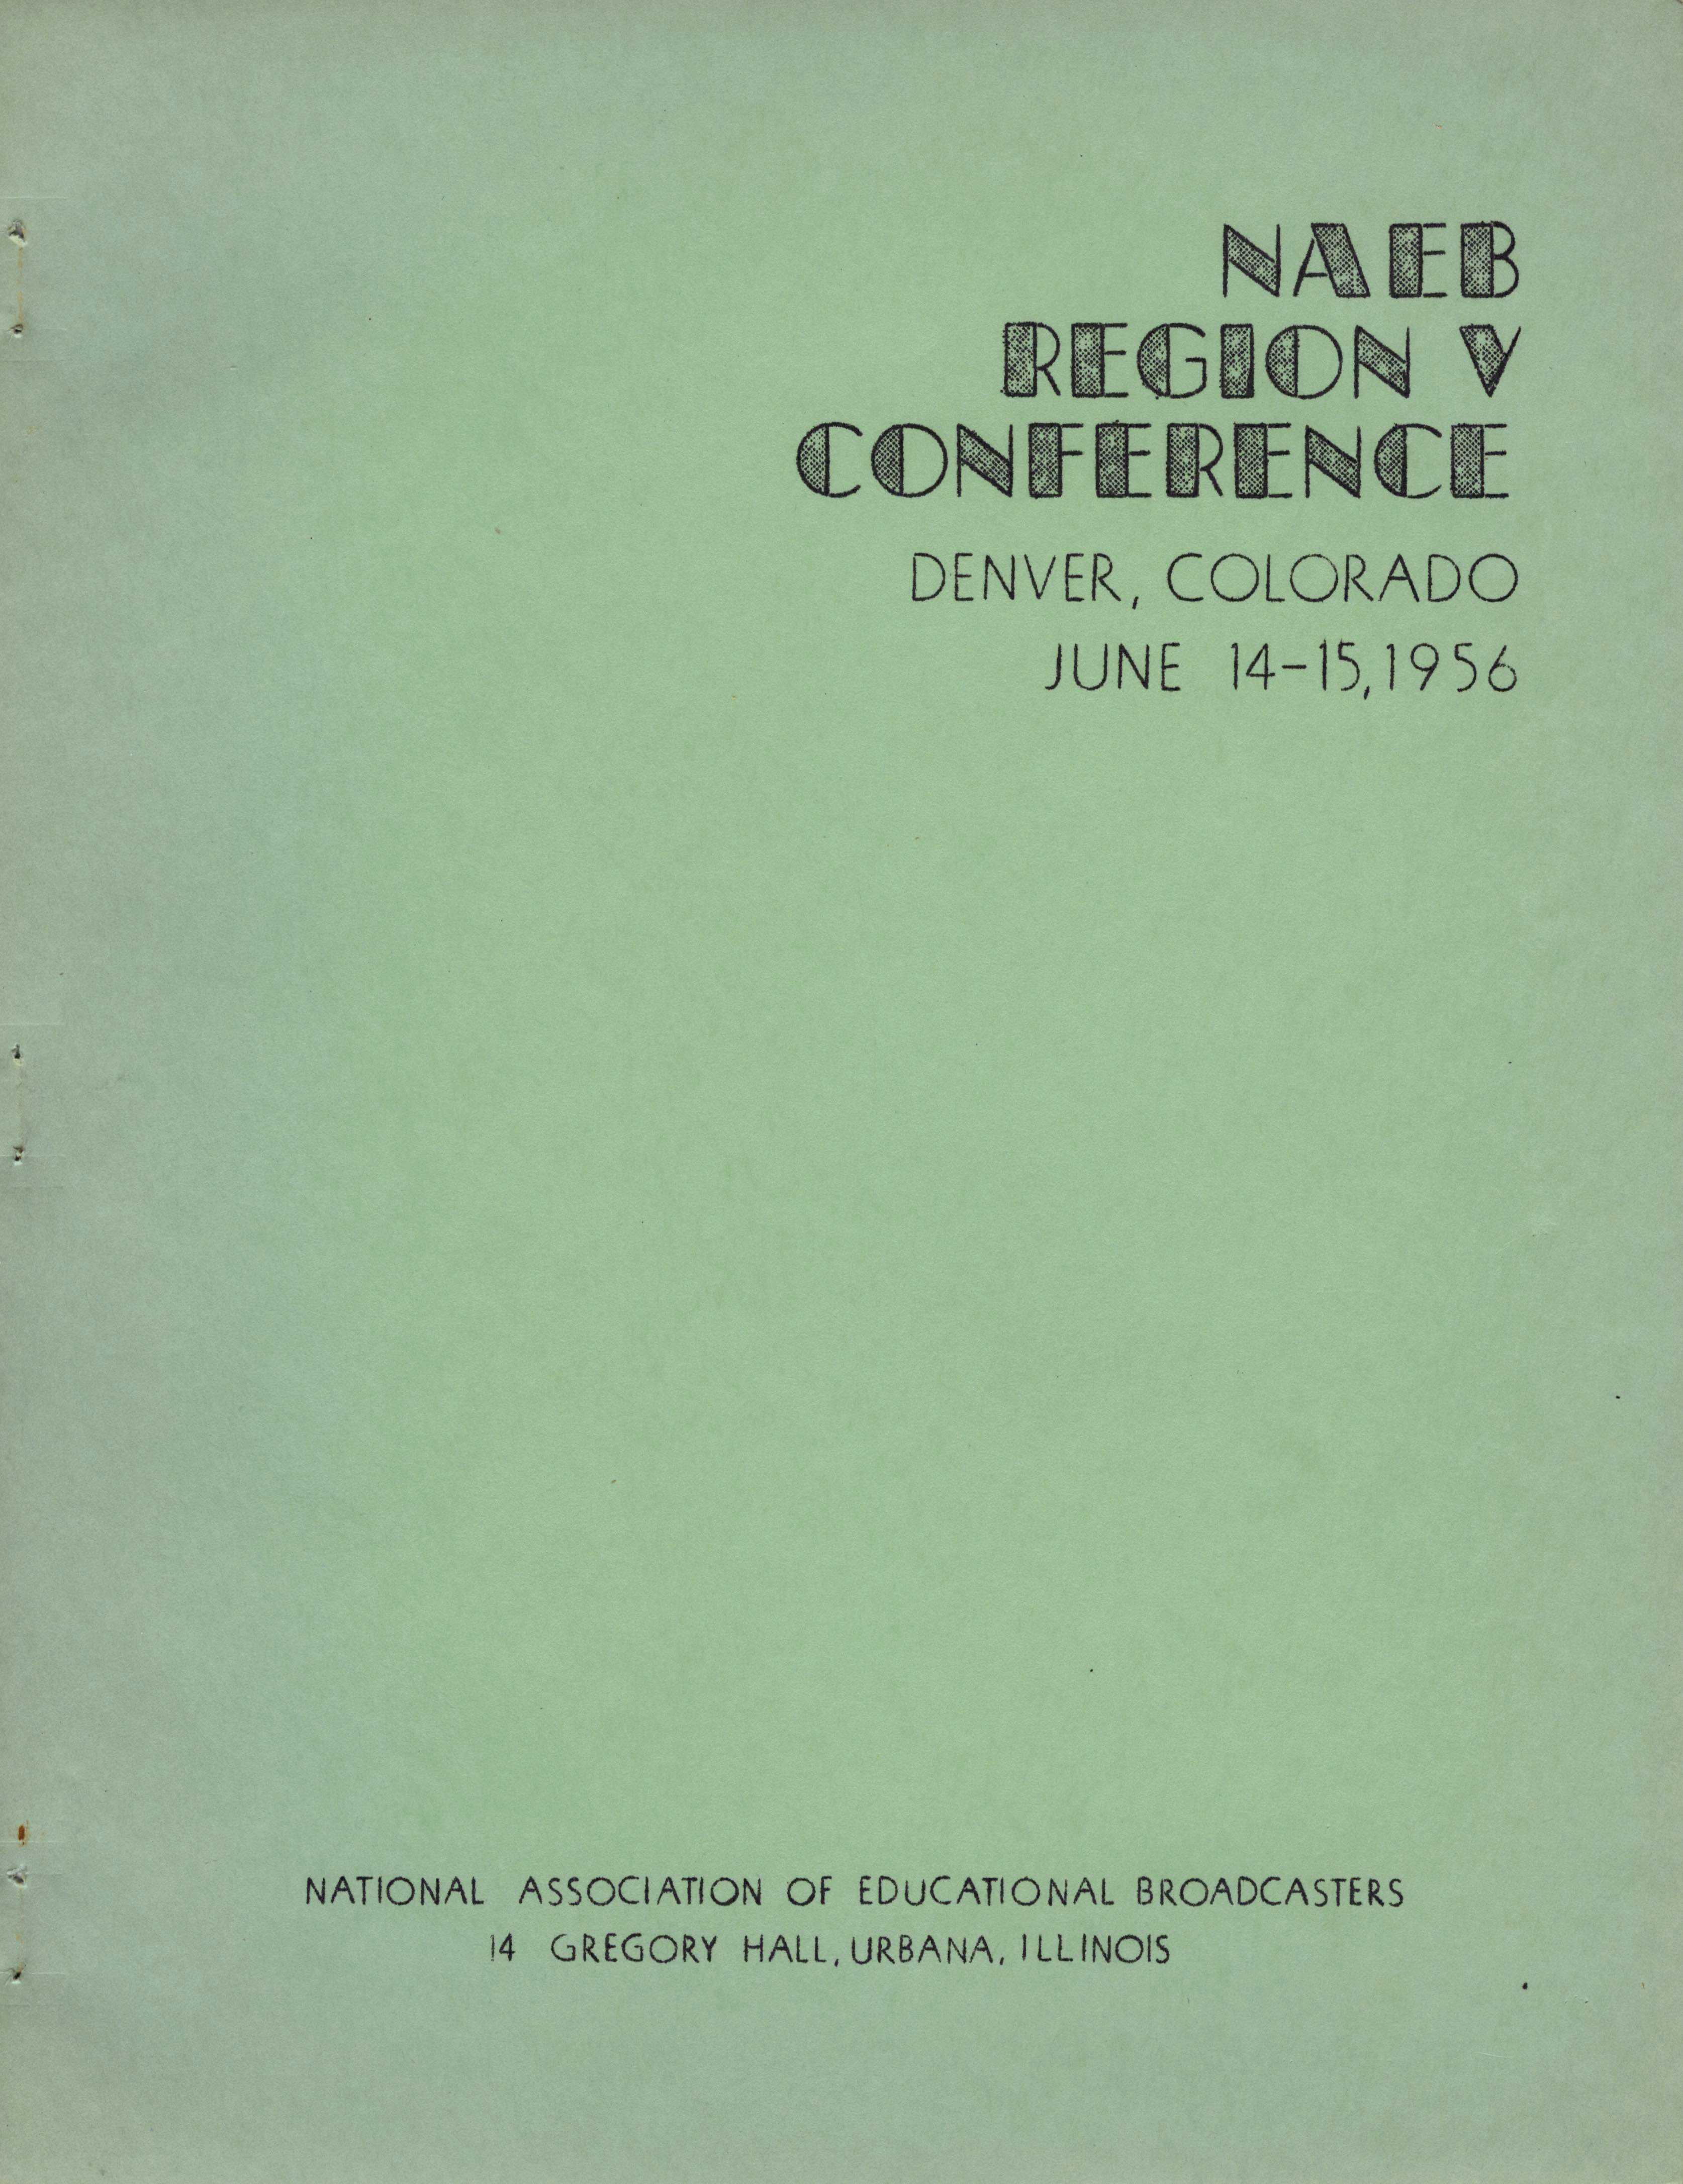 NAEB
REGION V
CONFERENCE
DENVER, COLORADO
JUNE 14-15, 1956
NATIONAL ASSOCIATION OF EDUCATIONAL BROADCASTERS
14 GREGORY HALL, URBANA, ILLINOIS